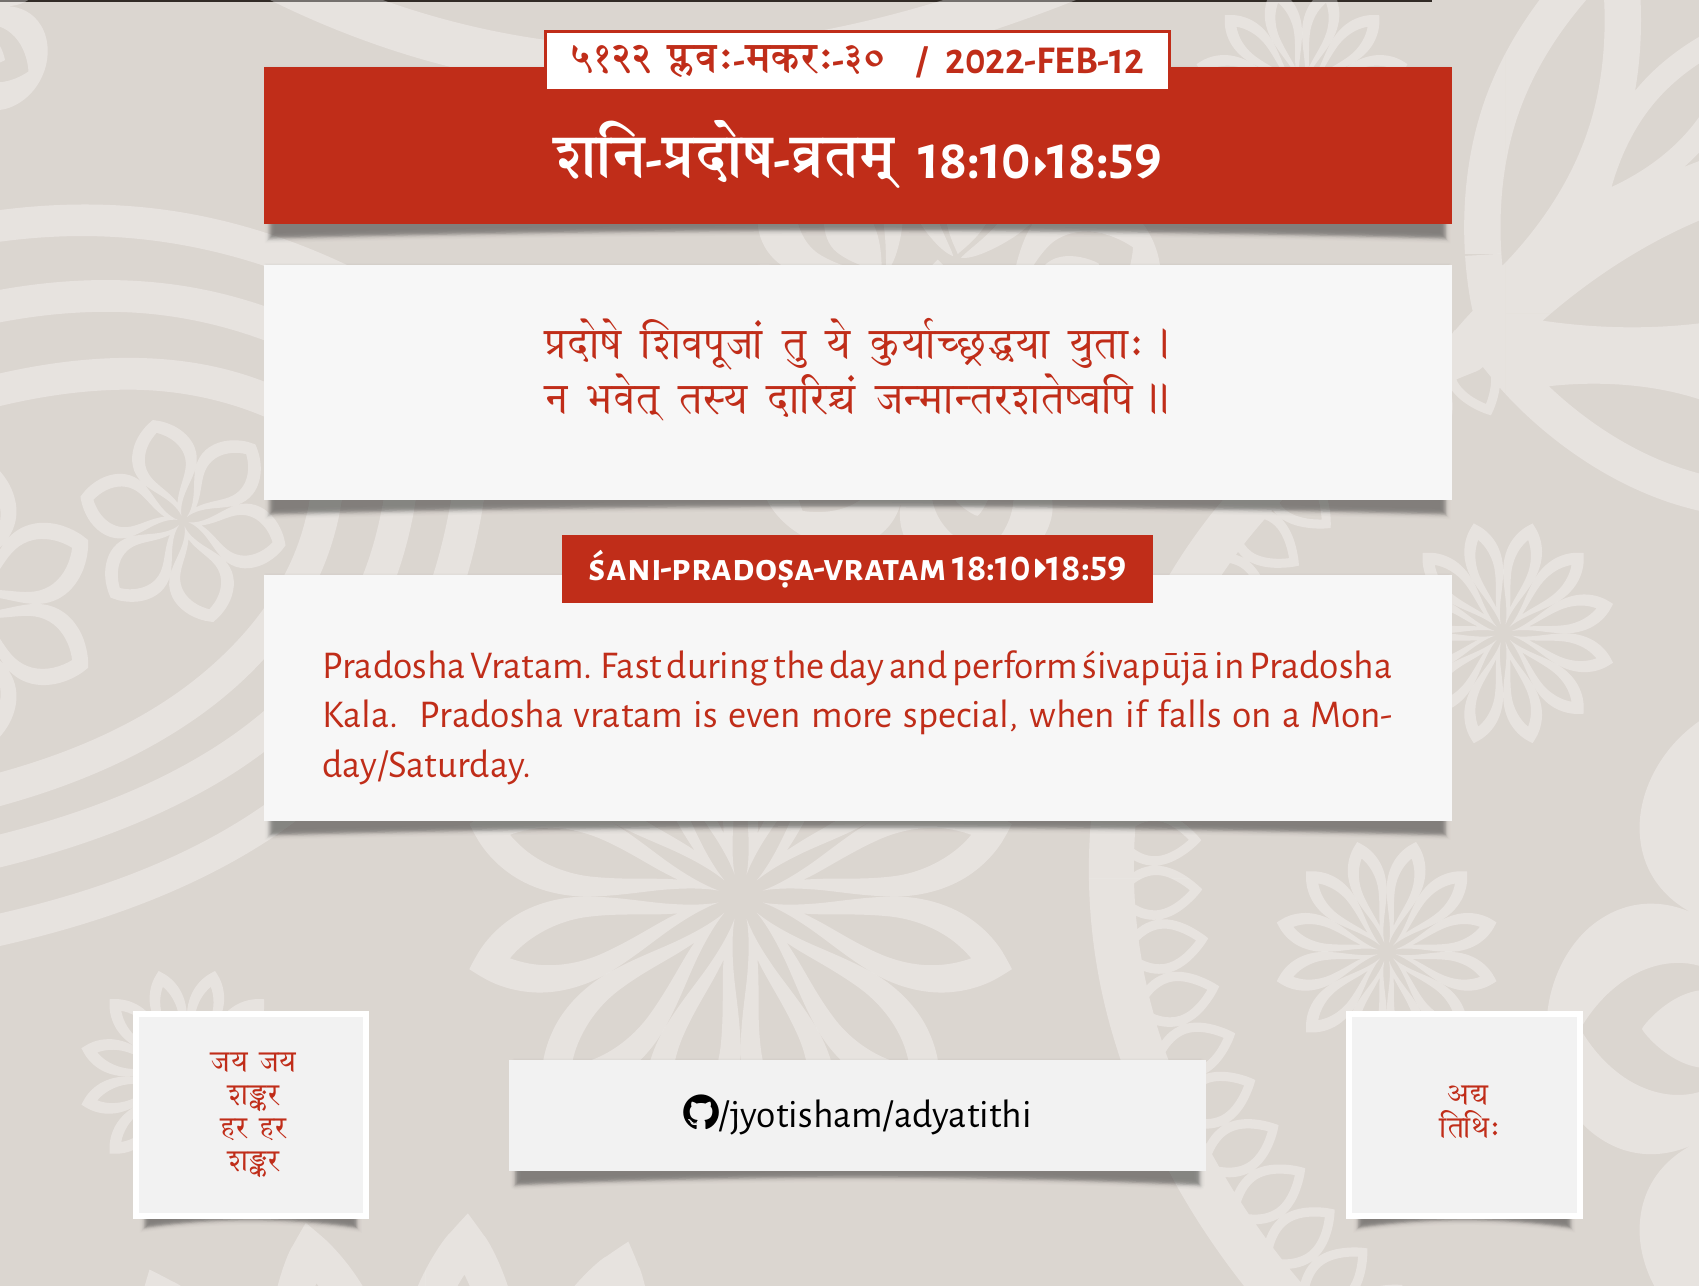 ५१२२ प्लवः-मकरः-३० / 2022-FEB-12
शनि-प्रदोष-व्रतम् 18:10▸18:59
प्रदोषे शिवपूजां तु ये कुर्याच्छ्रद्धया युताः ।
न भवेत् तस्य दारिद्र्यं जन्मान्तरशतेष्वपि ॥
ŚANI-PRADOṢA-VRATAM 18:10▸18:59
Pradosha Vratam. Fast during the day and perform śivapūjā in Pradosha
Kala. Pradosha vratam is even more special, when if falls on a Mon-
day/Saturday.
जय जय
शङ्कर
हर हर
शङ्कर
/jyotisham/adyatithi
अद्य
तिथिः